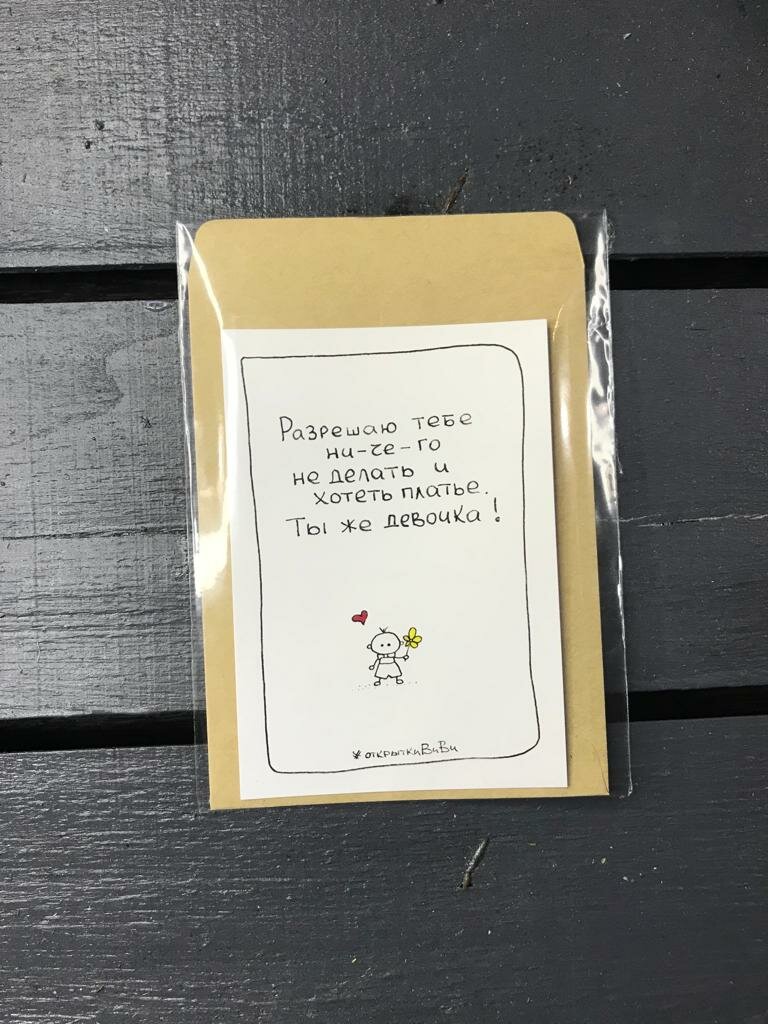 Разрешаю тебе
ни-че-го
не делать и
хотеть платье.
Ты же девочка!
#открыткиВиВи